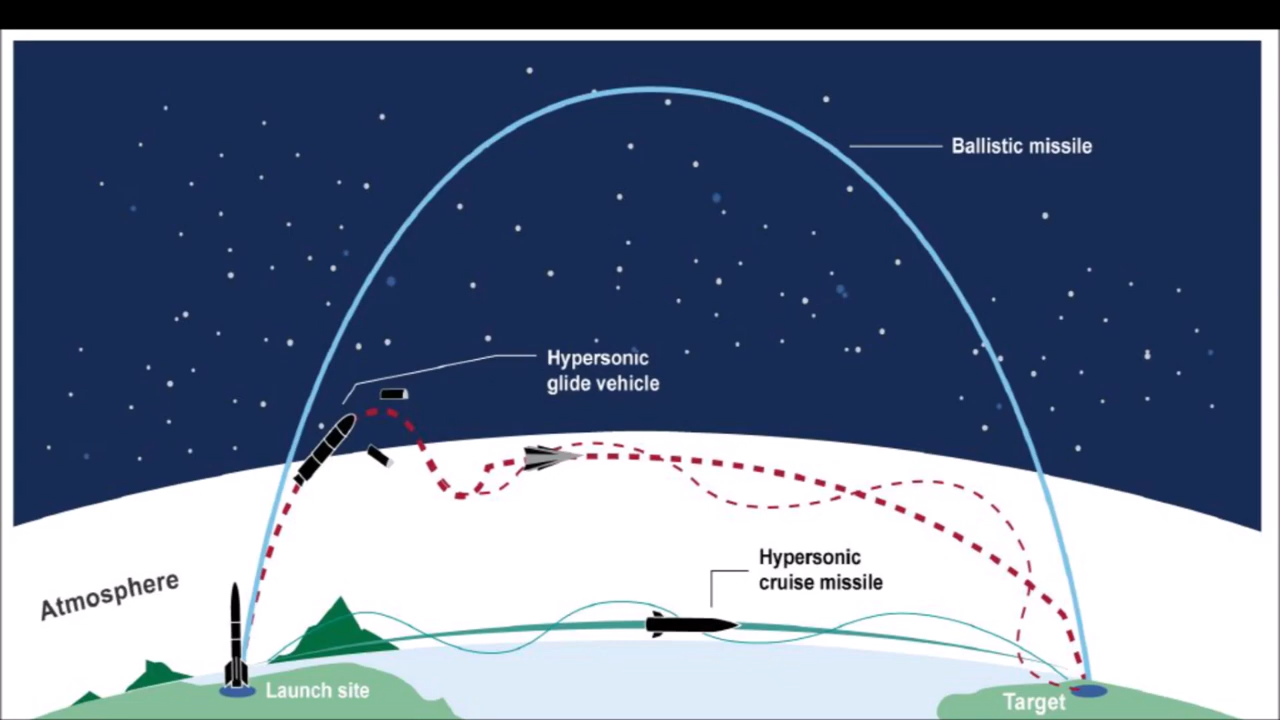 Ballistic missile
Hypersonic
glide vehicle
Hypersonic
cruise missile
Atmosphere
Launch site
Target